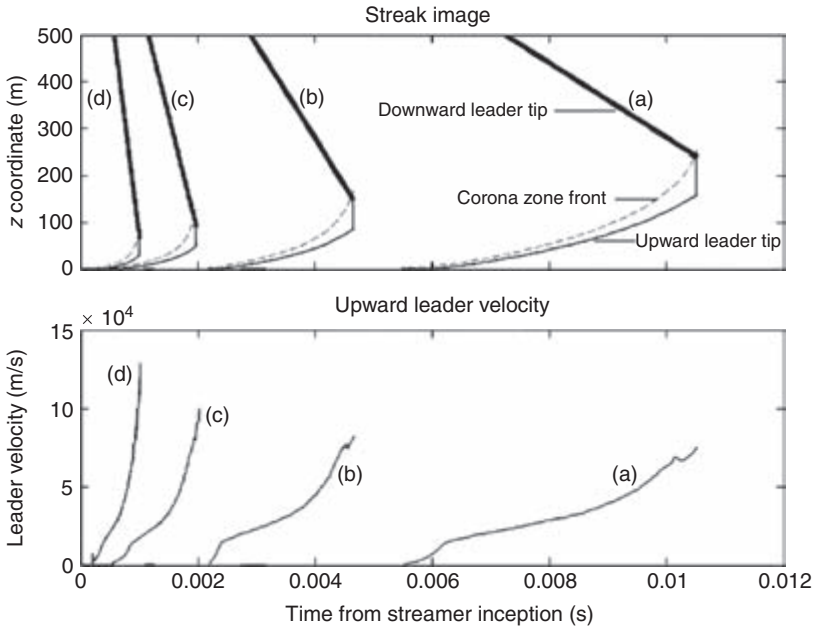 Streak image
500
400
300
200
100
0
z coordinate (m)
(d)
(c)
(b)
(a)
Downward leader tip
Corona zone front
Upward leader tip
Upward leader velocity
× 10⁴
15
10
5
0
Leader velocity (m/s)
(d)
(c)
(b)
(a)
0
0.002
0.004
0.006
0.008
0.01
0.012
Time from streamer inception (s)